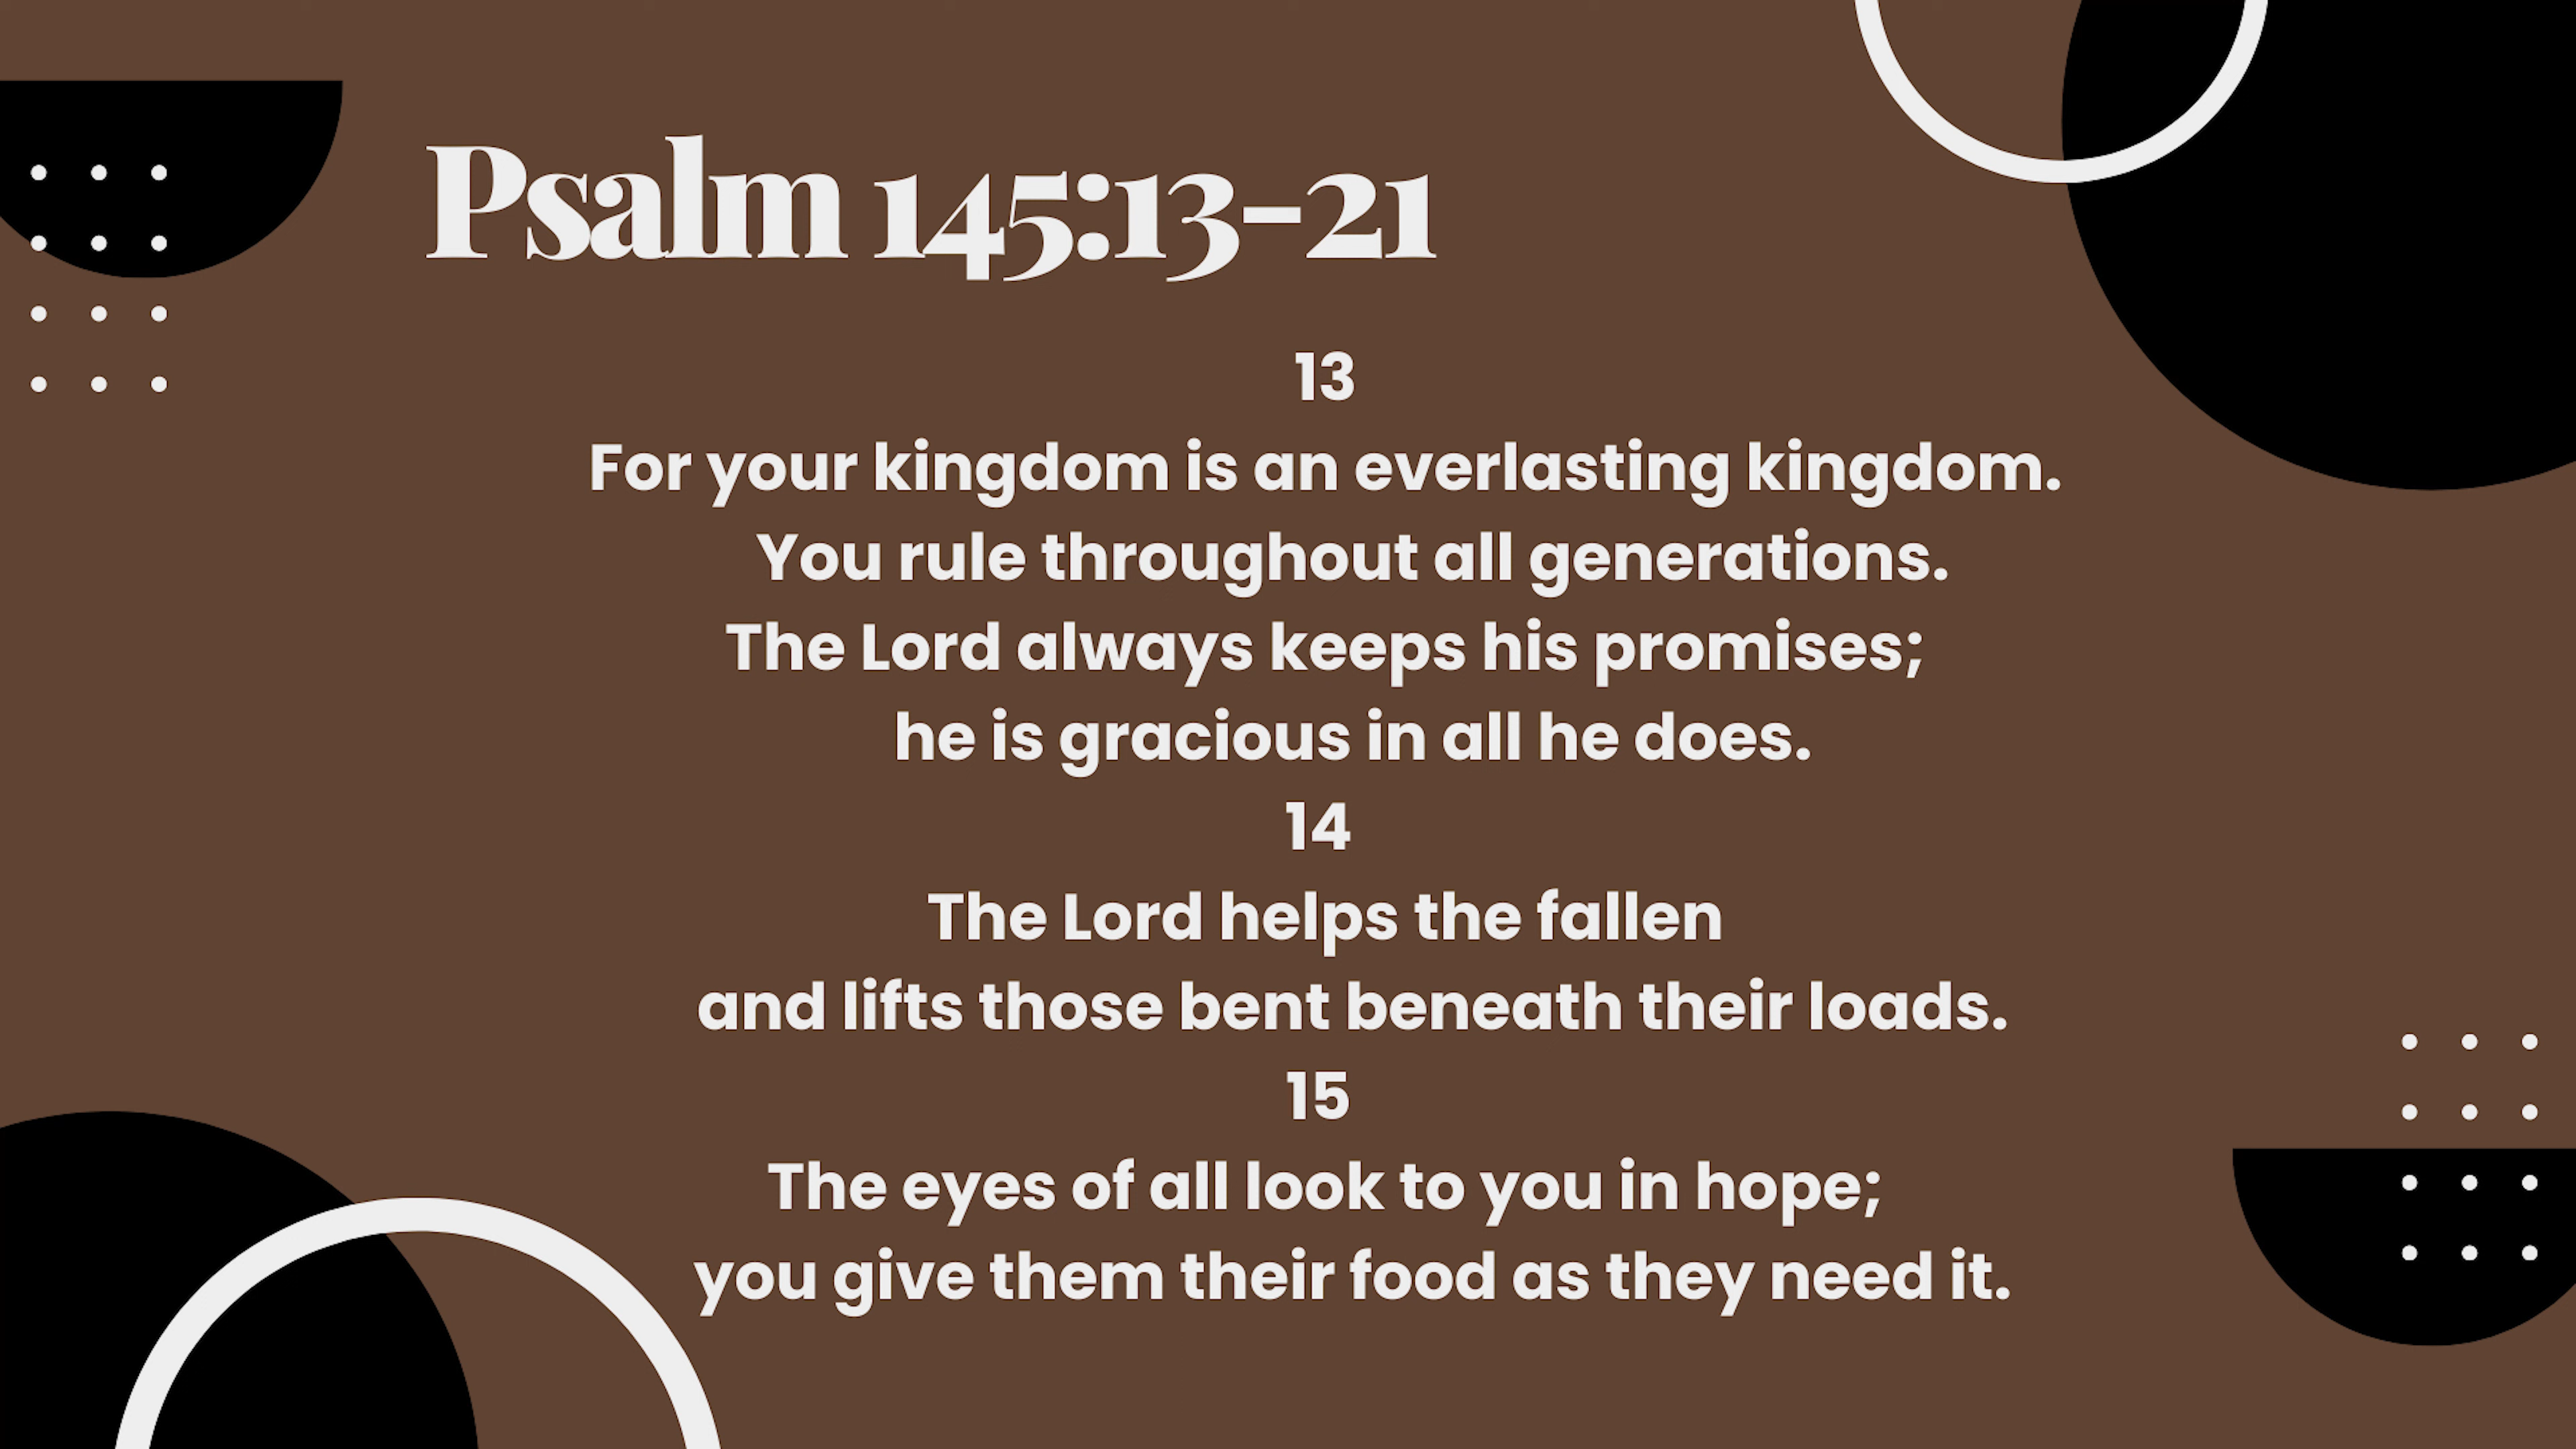 Psalm 145:13-21
13
For your kingdom is an everlasting kingdom.
You rule throughout all generations.
The Lord always keeps his promises;
he is gracious in all he does.
14
The Lord helps the fallen
and lifts those bent beneath their loads.
15
The eyes of all look to you in hope;
you give them their food as they need it.